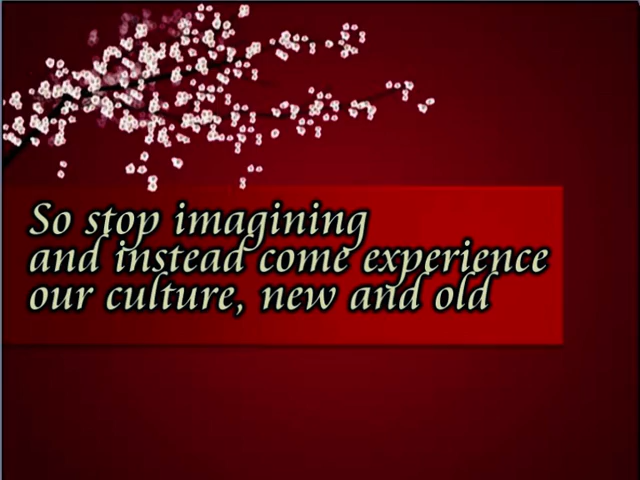 So stop imagining
and instead come experience
our culture, new and old